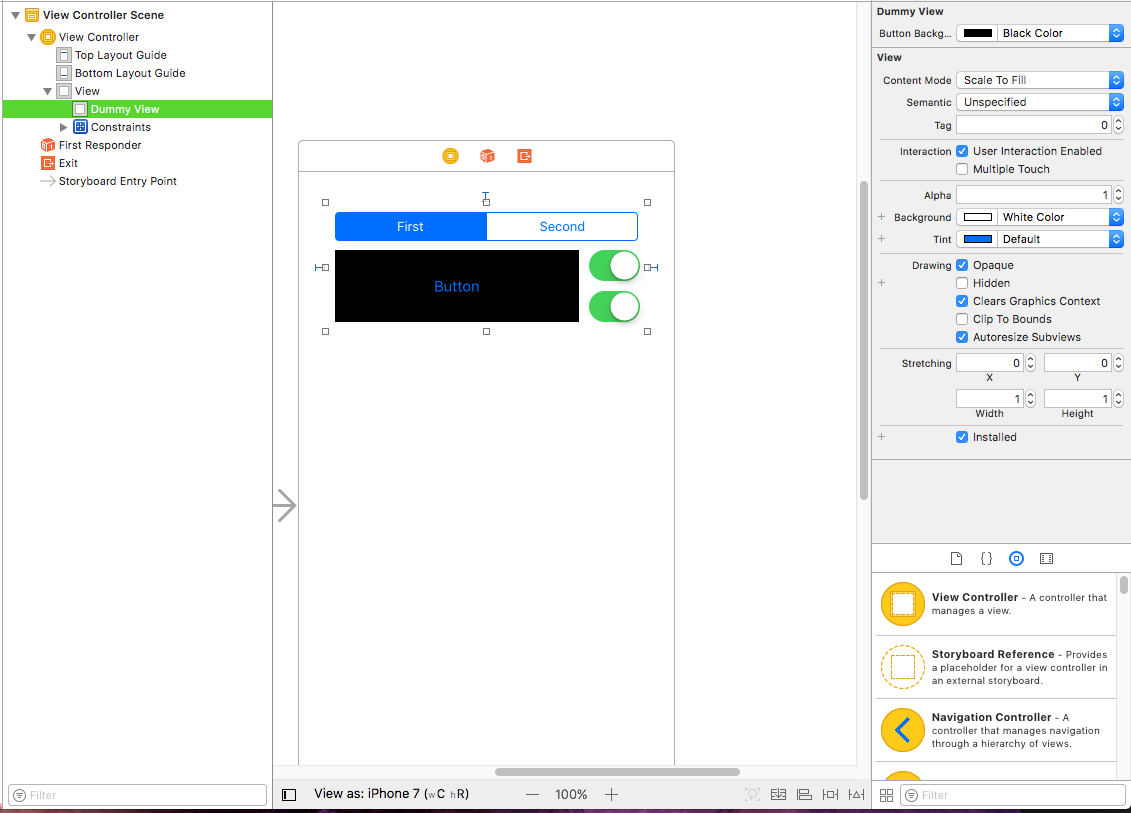 View Controller Scene
View Controller
Top Layout Guide
Bottom Layout Guide
View
Dummy View
Constraints
First Responder
Exit
Storyboard Entry Point
Filter
First
Second
Button
View as: iPhone 7 (wC hR)
100%
Dummy View
Button Backg... Black Color
View
Content Mode Scale To Fill
Semantic Unspecified
Tag 0
Interaction User Interaction Enabled
Multiple Touch
Alpha 1
Background White Color
Tint Default
Drawing Opaque
Hidden
Clears Graphics Context
Clip To Bounds
Autoresize Subviews
Stretching 0 0
X Y
1 1
Width Height
Installed
View Controller - A controller that
manages a view.
Storyboard Reference - Provides
a placeholder for a view controller in
an external storyboard.
Navigation Controller - A
controller that manages navigation
through a hierarchy of views.
Filter